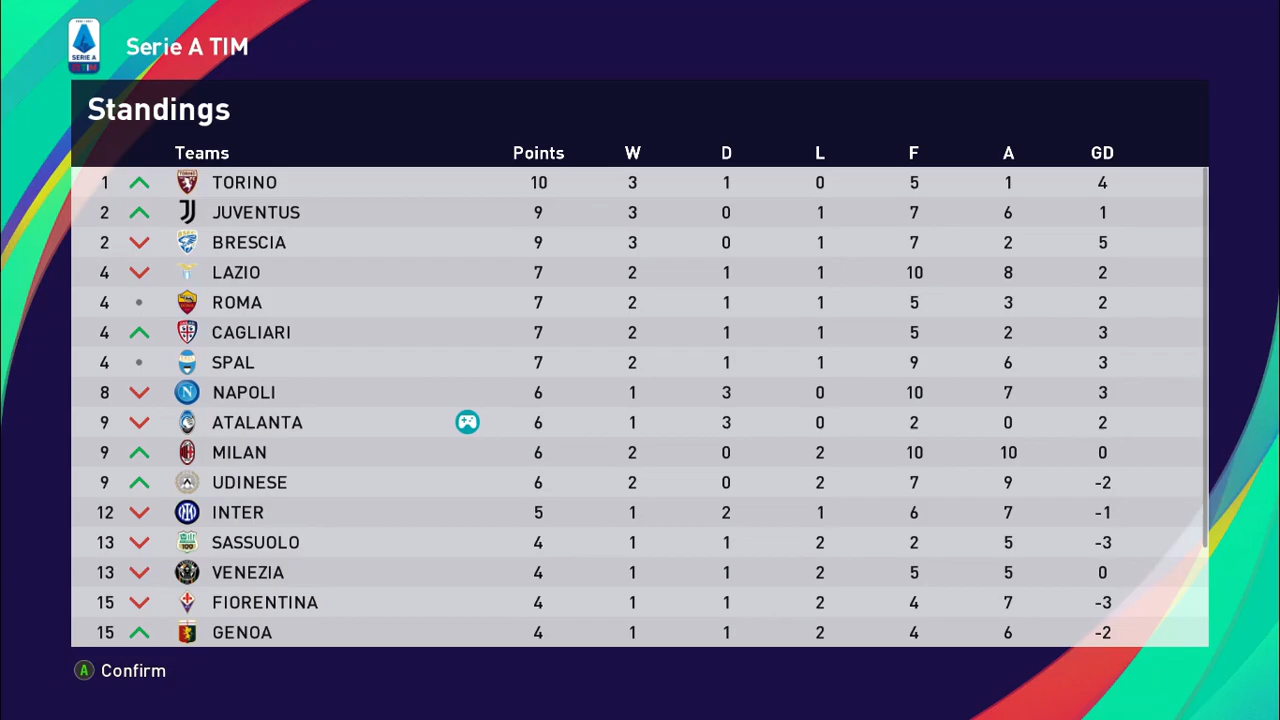 SERIE A
TIM
Serie A TIM
Standings
Teams Points W D L F A GD
1 TORINO 10 3 1 0 5 1 4
2 JUVENTUS 9 3 0 1 7 6 1
2 BRESCIA 9 3 0 1 7 2 5
4 LAZIO 7 2 1 1 10 8 2
4 ROMA 7 2 1 1 5 3 2
4 CAGLIARI 7 2 1 1 5 2 3
4 SPAL 7 2 1 1 9 6 3
8 N NAPOLI 6 1 3 0 10 7 3
9 ATALANTA 6 1 3 0 2 0 2
9 MILAN 6 2 0 2 10 10 0
9 UDINESE 6 2 0 2 7 9 -2
12 INTER 5 1 2 1 6 7 -1
13 SASSUOLO 4 1 1 2 2 5 -3
13 VENEZIA 4 1 1 2 5 5 0
15 FIORENTINA 4 1 1 2 4 7 -3
15 GENOA 4 1 1 2 4 6 -2
A Confirm